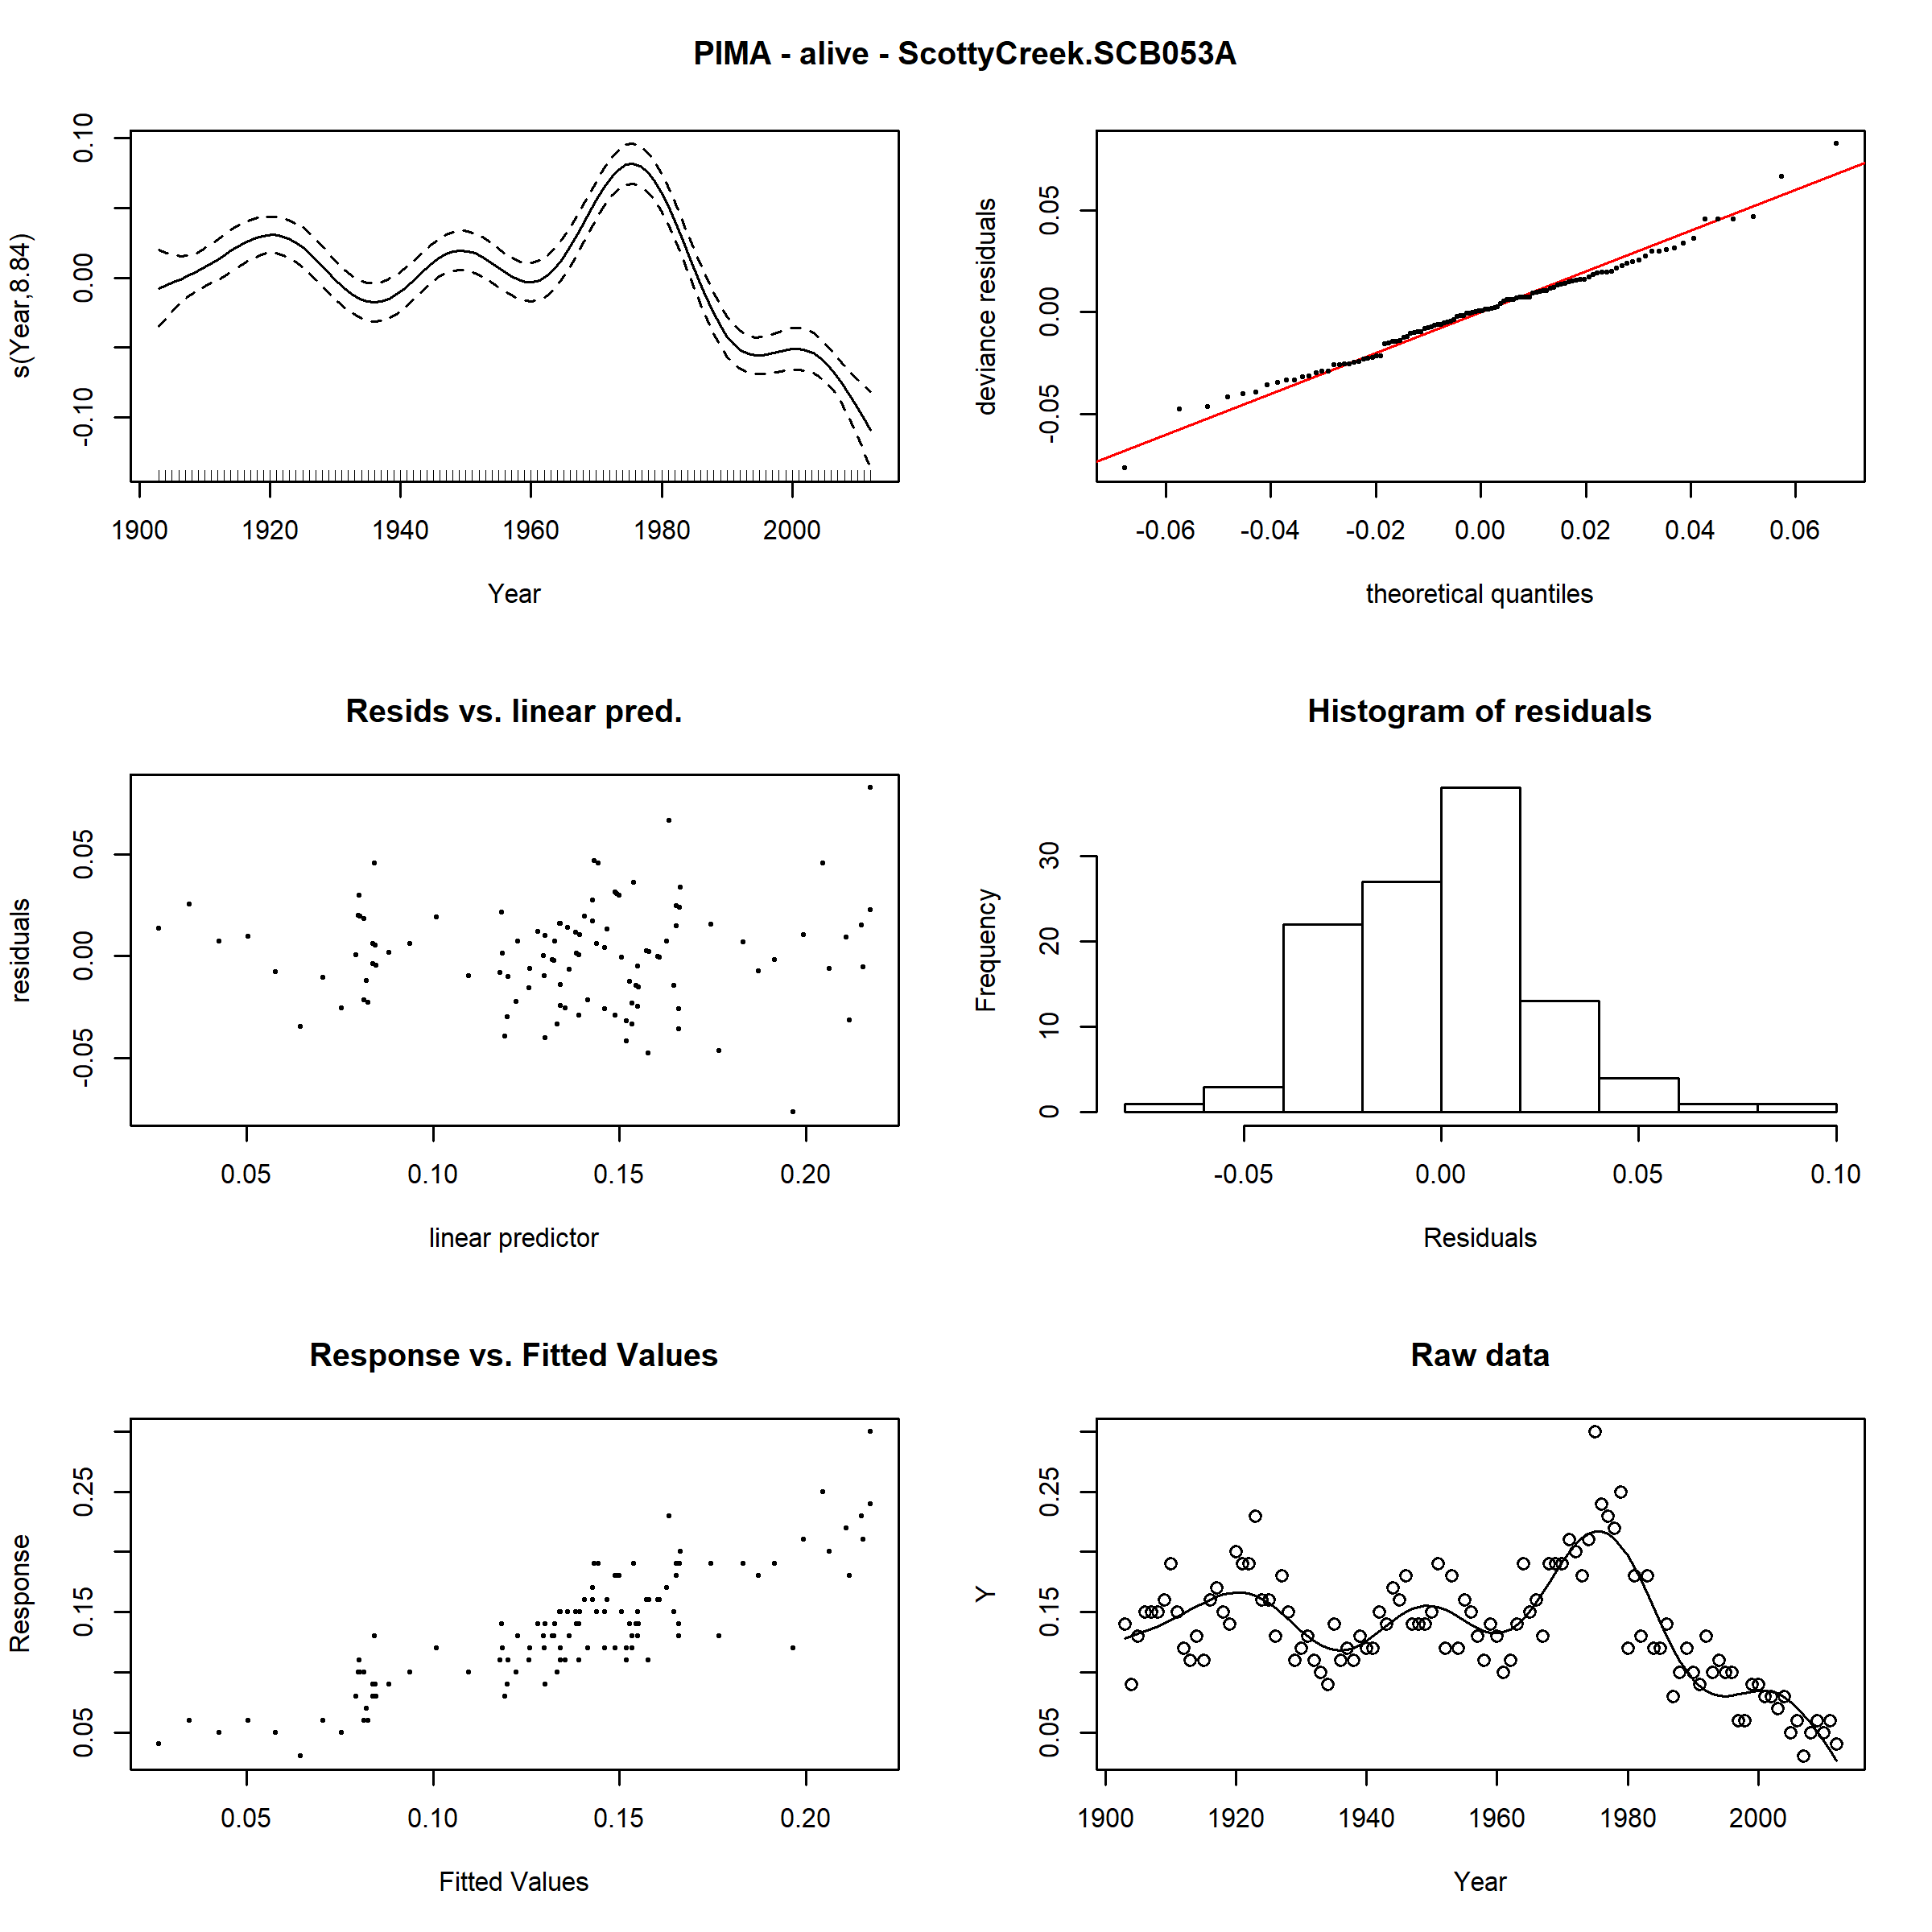 PIMA - alive - ScottyCreek.SCB053A
s(Year,8.84)
0.10
0.00
-0.10
1900 1920 1940 1960 1980 2000
Year
deviance residuals
0.05
0.00
-0.05
-0.06 -0.04 -0.02 0.00 0.02 0.04 0.06
theoretical quantiles
Resids vs. linear pred.
residuals
0.05
0.00
-0.05
0.05 0.10 0.15 0.20
linear predictor
Histogram of residuals
Frequency
30
20
10
0
-0.05 0.00 0.05 0.10
Residuals
Response vs. Fitted Values
Response
0.25
0.15
0.05
0.05 0.10 0.15 0.20
Fitted Values
Raw data
Y
0.25
0.15
0.05
1900 1920 1940 1960 1980 2000
Year